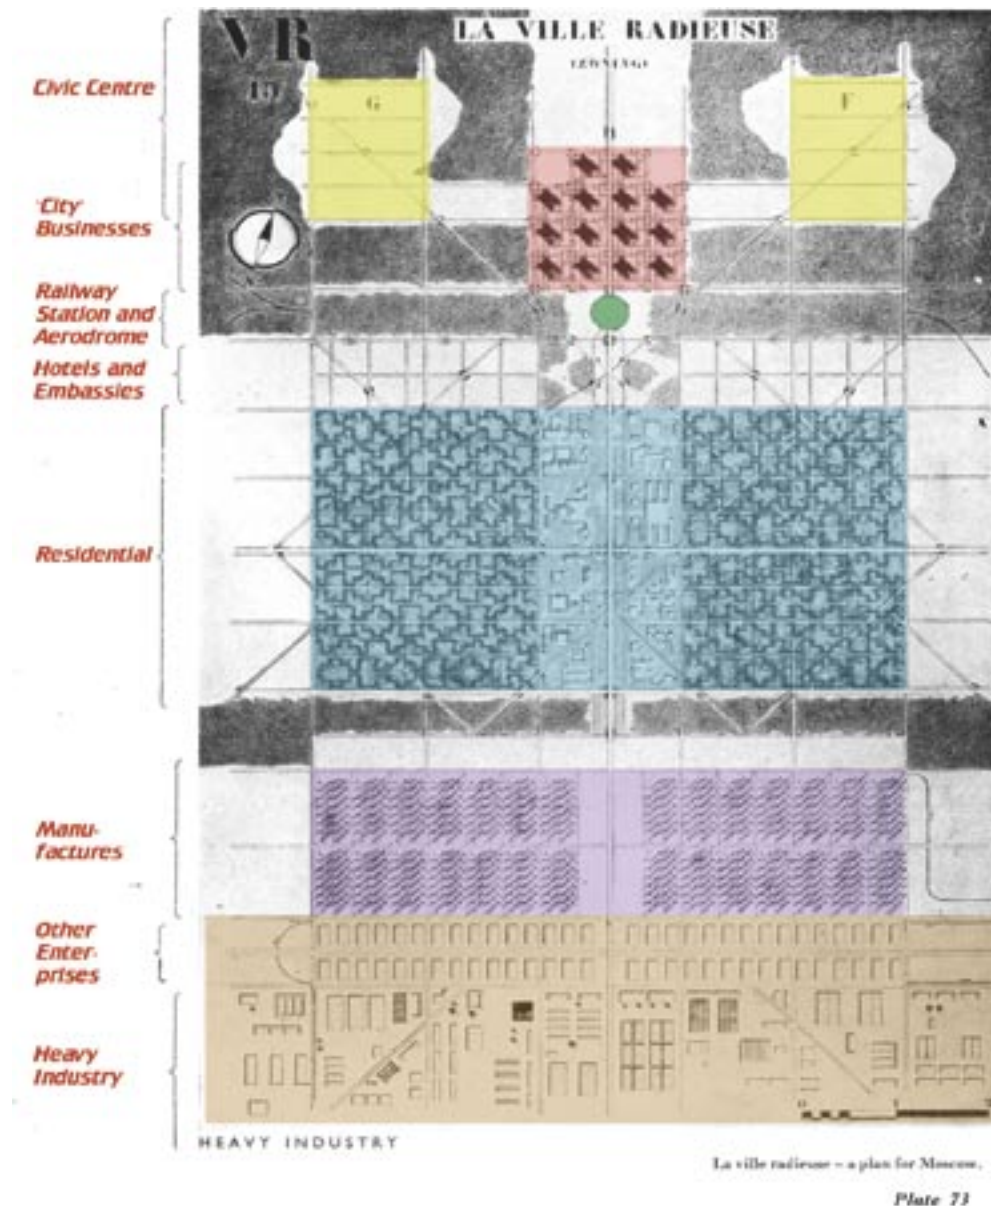 VR
LA VILLE RADIEUSE
Civic Centre
G
F
'City'
Businesses
Railway
Station and
Aerodrome
Hotels and
Embassies
Residential
Manu-
factures
Other
Enter-
prises
Heavy
Industry
HEAVY INDUSTRY
La ville radieuse – a plan for Moscow.
Plate 73